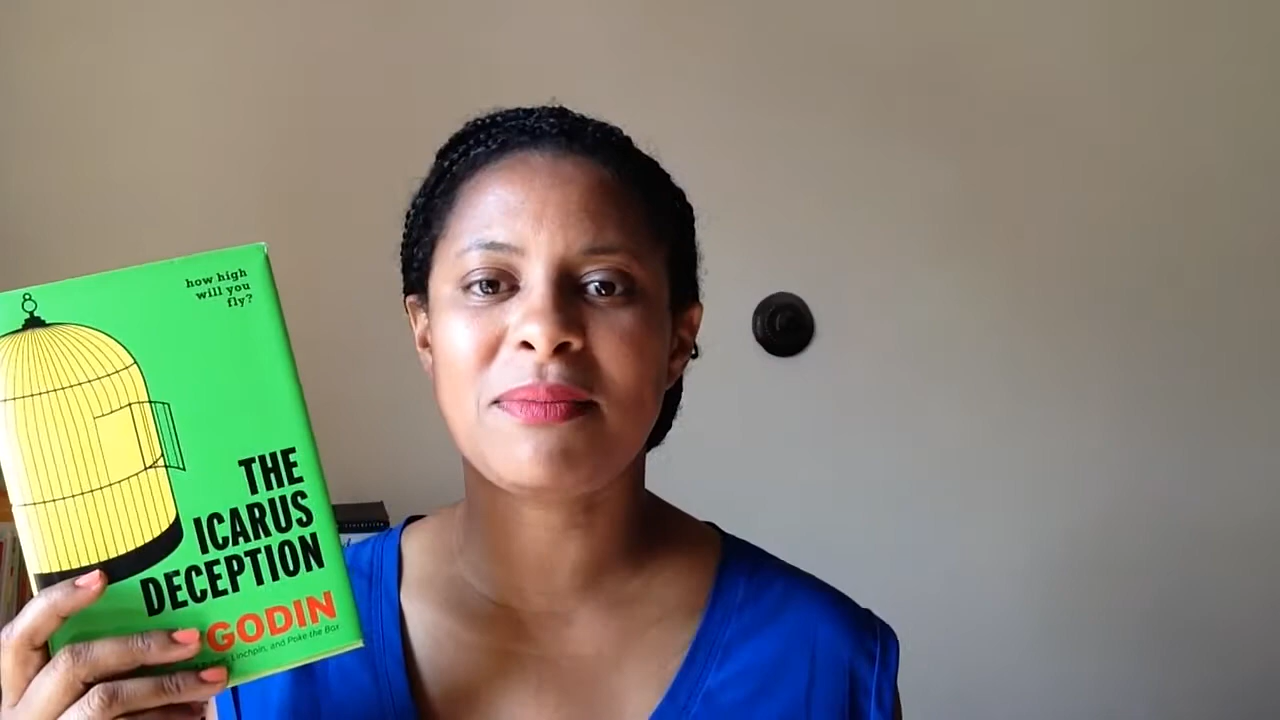 how high
will you
fly?
THE
ICARUS
DECEPTION
GODIN
Linchpin, and Poke the Box